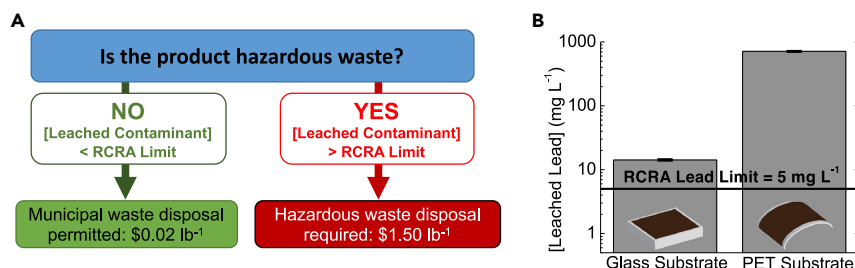 A
Is the product hazardous waste?
NO
[Leached Contaminant]
< RCRA Limit
YES
[Leached Contaminant]
> RCRA Limit
Municipal waste disposal
permitted: $0.02 lb⁻¹
Hazardous waste disposal
required: $1.50 lb⁻¹
B
[Leached Lead] (mg L⁻¹)
1000
100
10
1
RCRA Lead Limit = 5 mg L⁻¹
Glass Substrate
PET Substrate